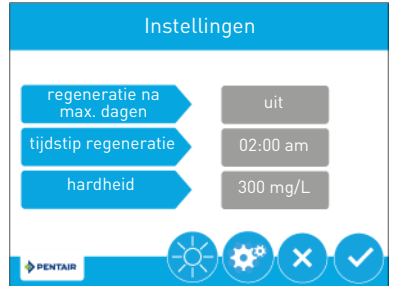 Instellingen
regeneratie na
max. dagen
uit
tijdstip regeneratie
02:00 am
hardheid
300 mg/L
PENTAIR